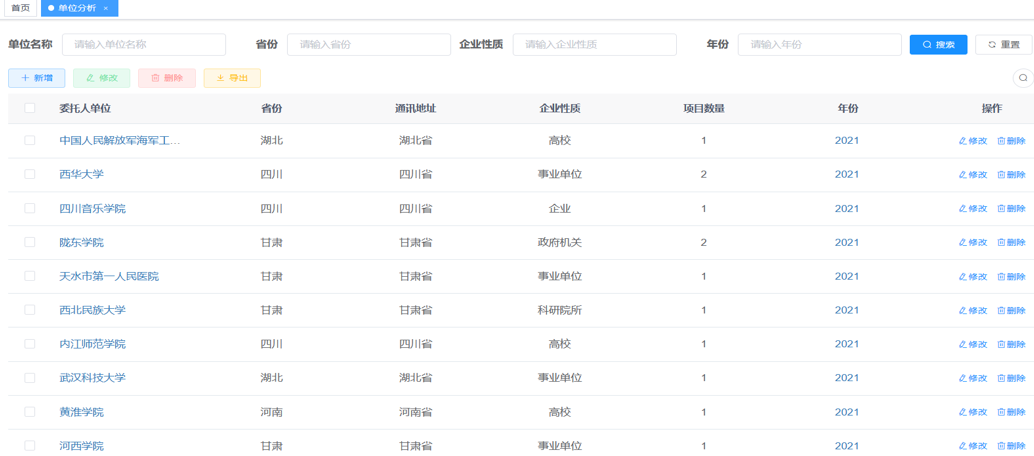 首页 单位分析 ×
单位名称 请输入单位名称 省份 请输入省份 企业性质 请输入企业性质 年份 请输入年份 搜索 重置
新增 修改 删除 导出
委托人单位 省份 通讯地址 企业性质 项目数量 年份 操作
中国人民解放军海军工... 湖北 湖北省 高校 1 2021 修改 删除
西华大学 四川 四川省 事业单位 2 2021 修改 删除
四川音乐学院 四川 四川省 企业 1 2021 修改 删除
陇东学院 甘肃 甘肃省 政府机关 2 2021 修改 删除
天水市第一人民医院 甘肃 甘肃省 事业单位 1 2021 修改 删除
西北民族大学 甘肃 甘肃省 科研院所 1 2021 修改 删除
内江师范学院 四川 四川省 高校 1 2021 修改 删除
武汉科技大学 湖北 湖北省 事业单位 1 2021 修改 删除
黄淮学院 河南 河南省 高校 1 2021 修改 删除
河西学院 甘肃 甘肃省 事业单位 1 2021 修改 删除